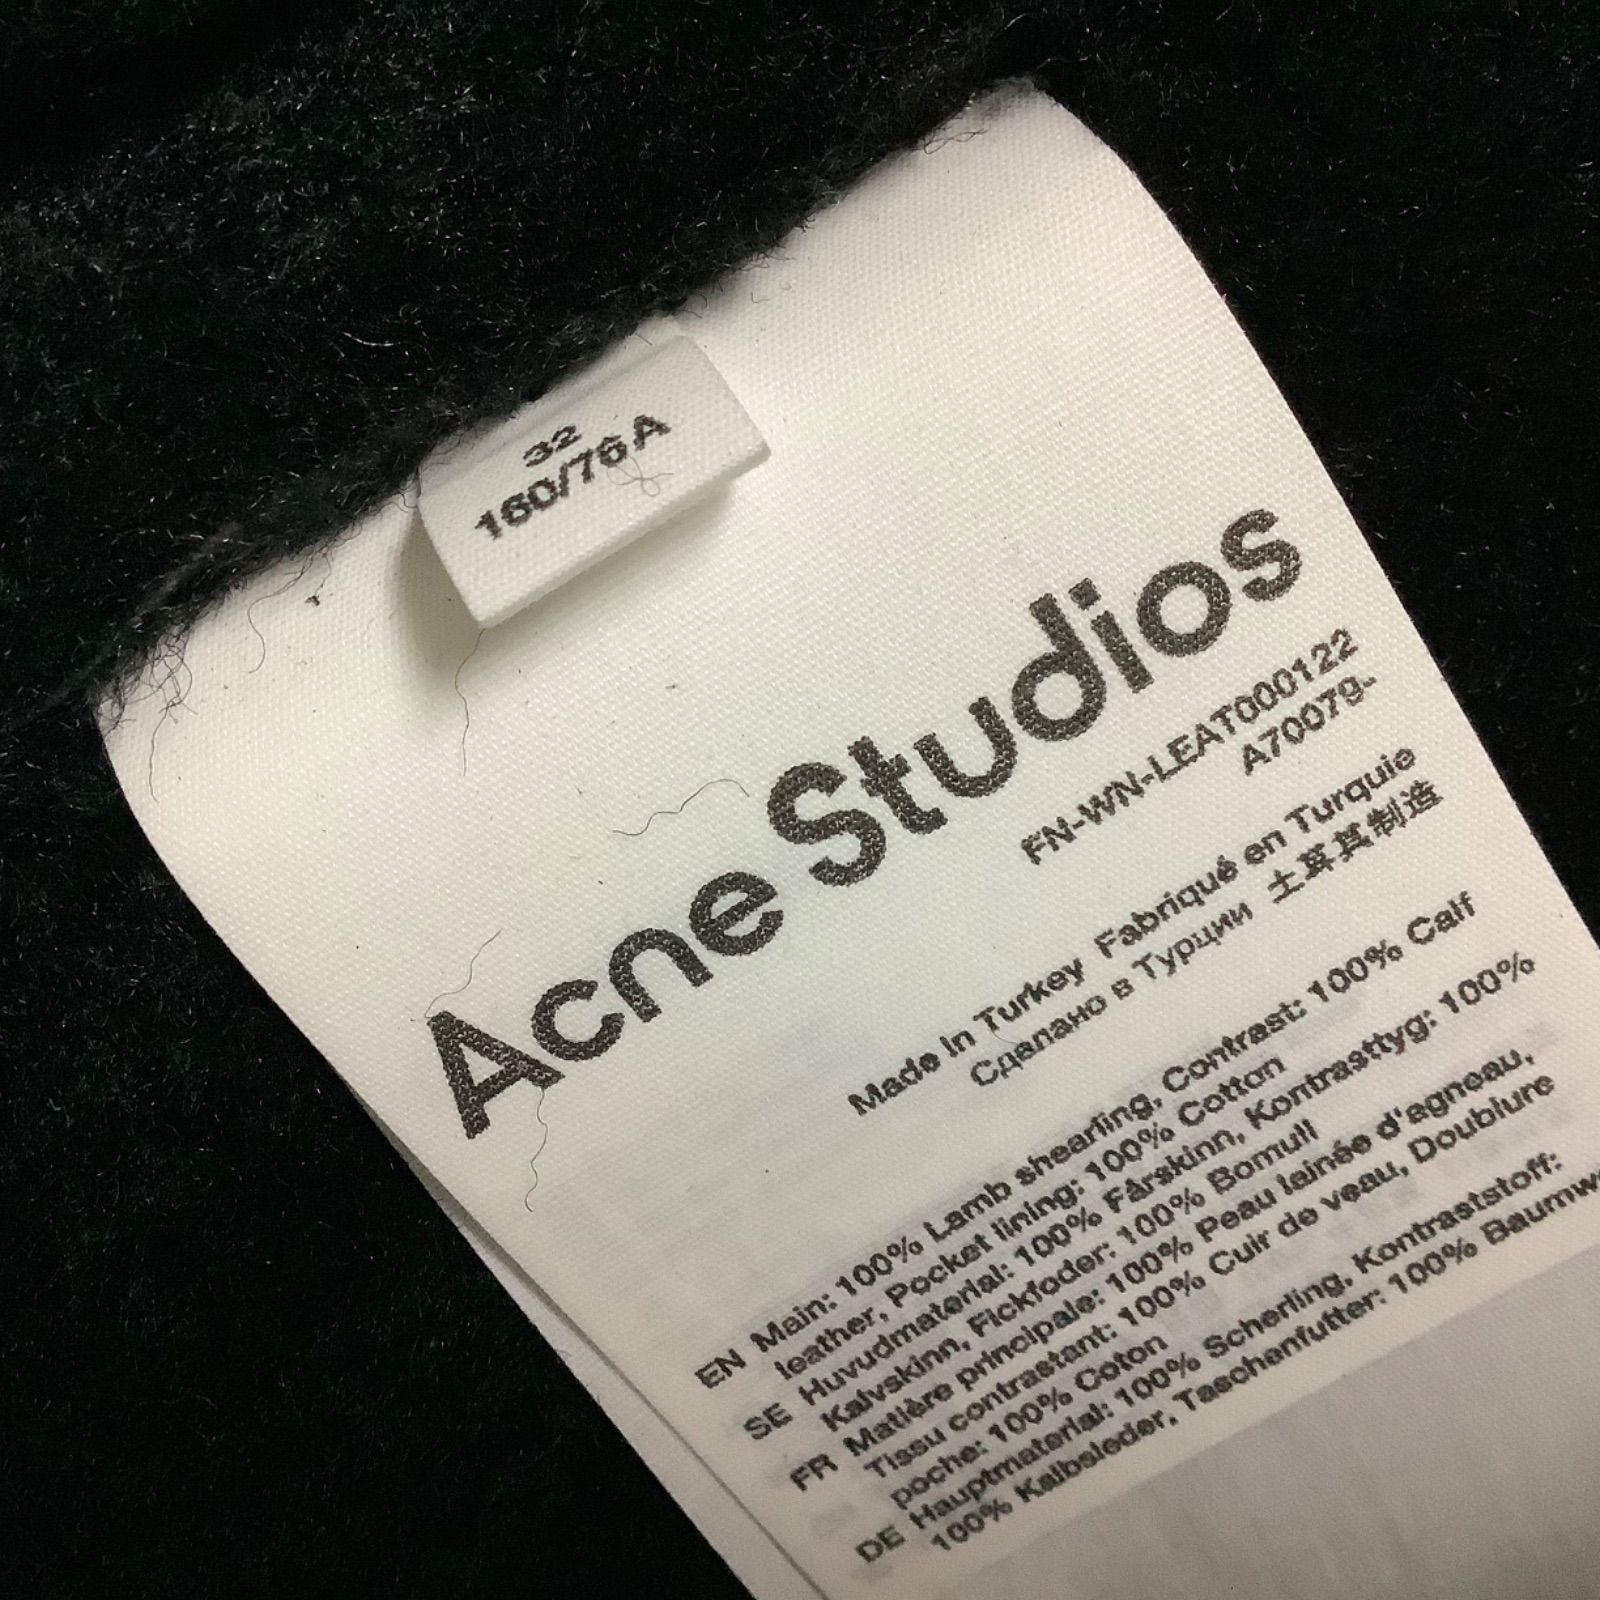 32
160/76A
Acne Studios
FN-WN-LEAT000122
A70079-
Made in Turkey Fabriqué en Turquie
Сделано в Турции 土耳其制造
EN Main: 100% Lamb shearling, Contrast: 100% Calf
leather, Pocket lining: 100% Cotton
SE Huvudmaterial: 100% Fårskinn, Kontrasttyg: 100%
Kalvskinn, Fickfoder: 100% Bomull
FR Matière principale: 100% Peau lainée d'agneau,
Tissu contrastant: 100% Cuir de veau, Doublure
poche: 100% Coton
DE Hauptmaterial: 100% Scherling, Kontraststoff:
100% Kalbsleder, Taschenfutter: 100% Baumw